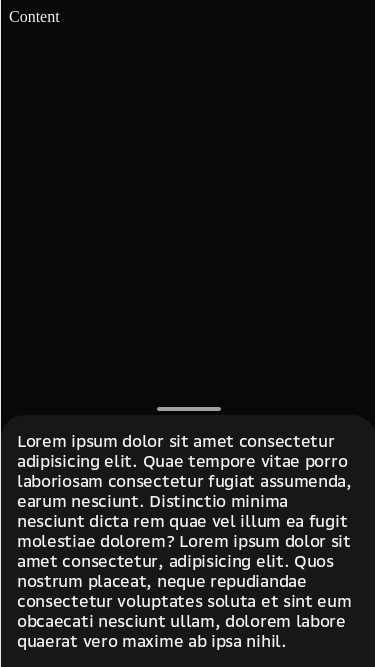 Content
Lorem ipsum dolor sit amet consectetur
adipisicing elit. Quae tempore vitae porro
laboriosam consectetur fugiat assumenda,
earum nesciunt. Distinctio minima
nesciunt dicta rem quae vel illum ea fugit
molestiae dolorem? Lorem ipsum dolor sit
amet consectetur, adipisicing elit. Quos
nostrum placeat, neque repudiandae
consectetur voluptates soluta et sint eum
obcaecati nesciunt ullam, dolorem labore
quaerat vero maxime ab ipsa nihil.